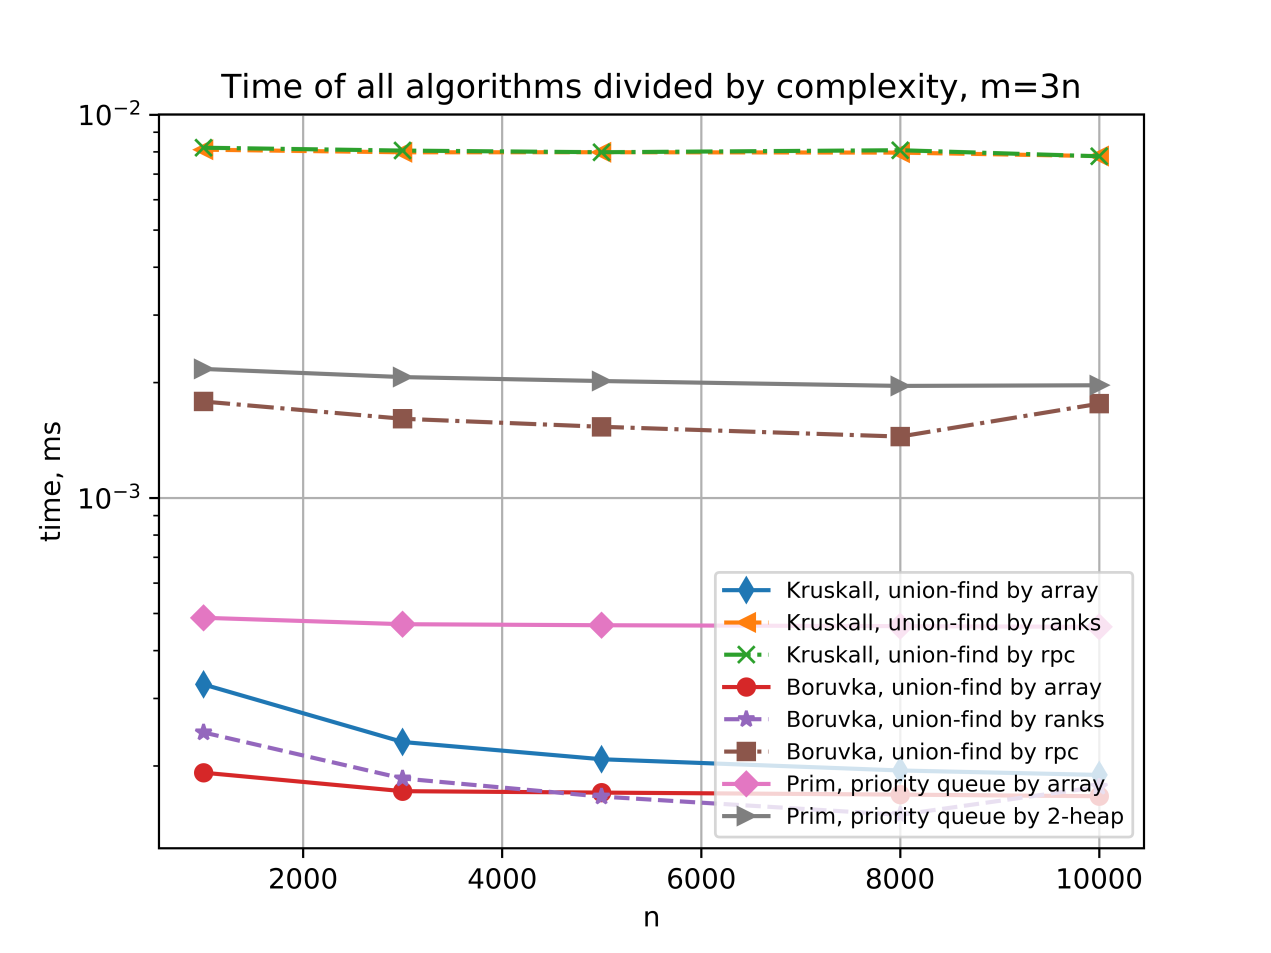 Time of all algorithms divided by complexity, m=3n
10⁻²
10⁻³
time, ms
Kruskall, union-find by array
Kruskall, union-find by ranks
Kruskall, union-find by rpc
Boruvka, union-find by array
Boruvka, union-find by ranks
Boruvka, union-find by rpc
Prim, priority queue by array
Prim, priority queue by 2-heap
2000 4000 6000 8000 10000
n